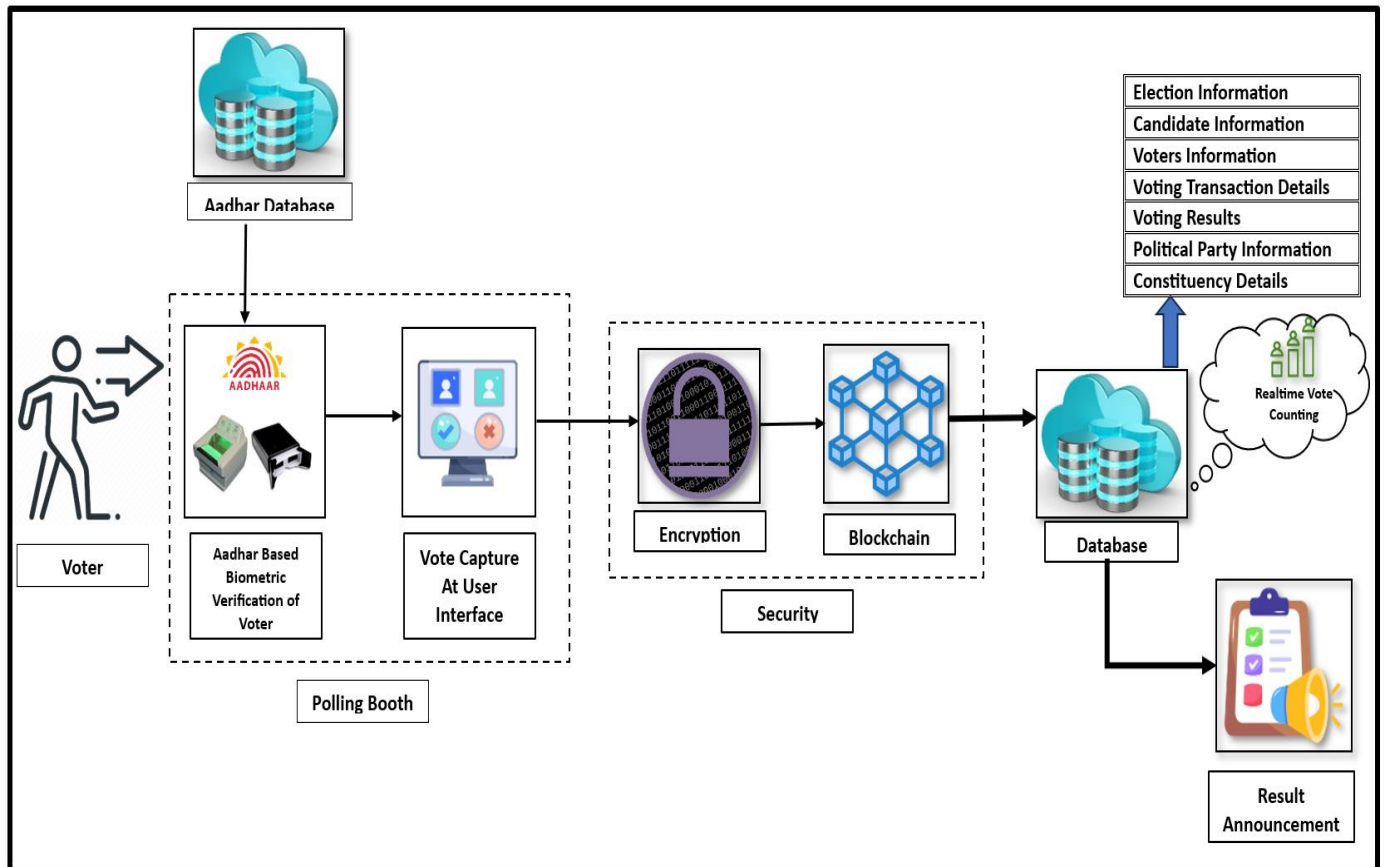 Aadhar Database
Election Information
Candidate Information
Voters Information
Voting Transaction Details
Voting Results
Political Party Information
Constituency Details
Realtime Vote
Counting
AADHAAR
Voter
Aadhar Based
Biometric
Verification of
Voter
Vote Capture
At User
Interface
Polling Booth
Encryption
Blockchain
Security
Database
Result
Announcement